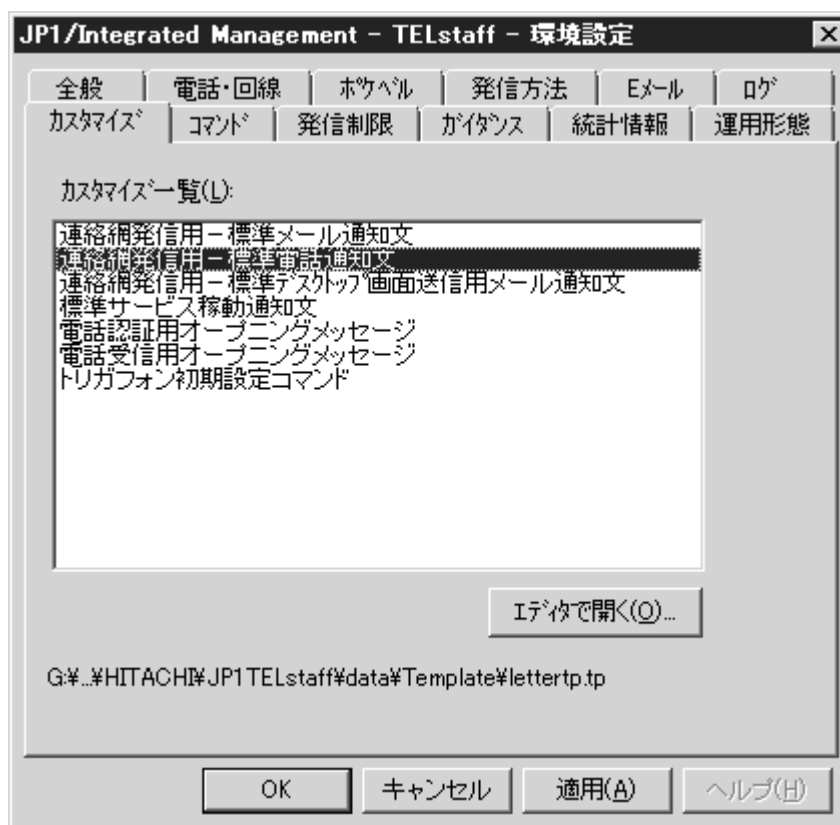 JP1/Integrated Management - TELstaff - 環境設定
全般 電話・回線 ﾎﾟｹﾍﾞﾙ 発信方法 Eﾒｰﾙ ﾛｸﾞ
ｶｽﾀﾏｲｽﾞ ｺﾏﾝﾄﾞ 発信制限 ｶﾞｲﾀﾞﾝｽ 統計情報 運用形態
ｶｽﾀﾏｲｽﾞ一覧(L):
連絡網発信用－標準メール通知文
連絡網発信用－標準電話通知文
連絡網発信用－標準ﾃﾞｽｸﾄｯﾌﾟ画面送信用メール通知文
標準サービス稼動通知文
電話認証用オープニングメッセージ
電話受信用オープニングメッセージ
トリガフォン初期設定コマンド
ｴﾃﾞｨﾀで開く(O)...
G:¥...¥HITACHI¥JP1TELstaff¥data¥Template¥lettertp.tp
OK キャンセル 適用(A) ヘルプ(H)